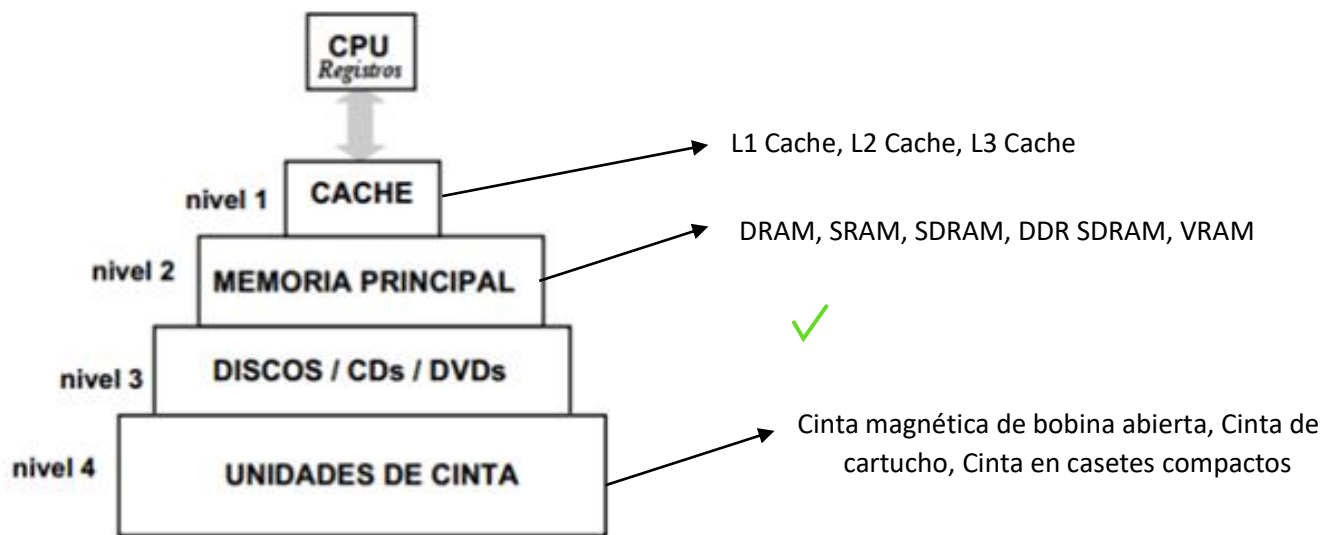 CPU
Registros
L1 Cache, L2 Cache, L3 Cache
nivel 1
CACHE
DRAM, SRAM, SDRAM, DDR SDRAM, VRAM
nivel 2
MEMORIA PRINCIPAL
nivel 3
DISCOS / CDs / DVDs
Cinta magnética de bobina abierta, Cinta de
cartucho, Cinta en casetes compactos
nivel 4
UNIDADES DE CINTA